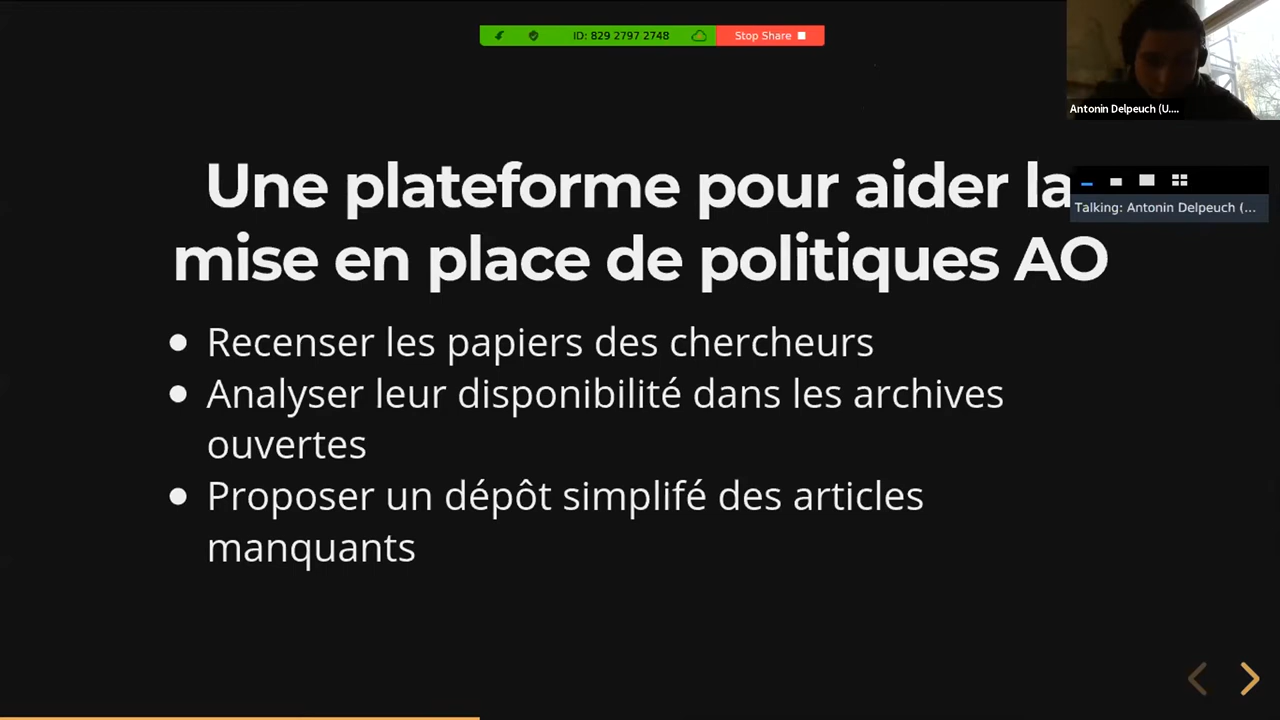 ID: 829 2797 2748
Stop Share
Antonin Delpeuch (U....
Une plateforme pour aider la
Talking: Antonin Delpeuch (...
mise en place de politiques AO
Recenser les papiers des chercheurs
Analyser leur disponibilité dans les archives
ouvertes
Proposer un dépôt simplifé des articles
manquants